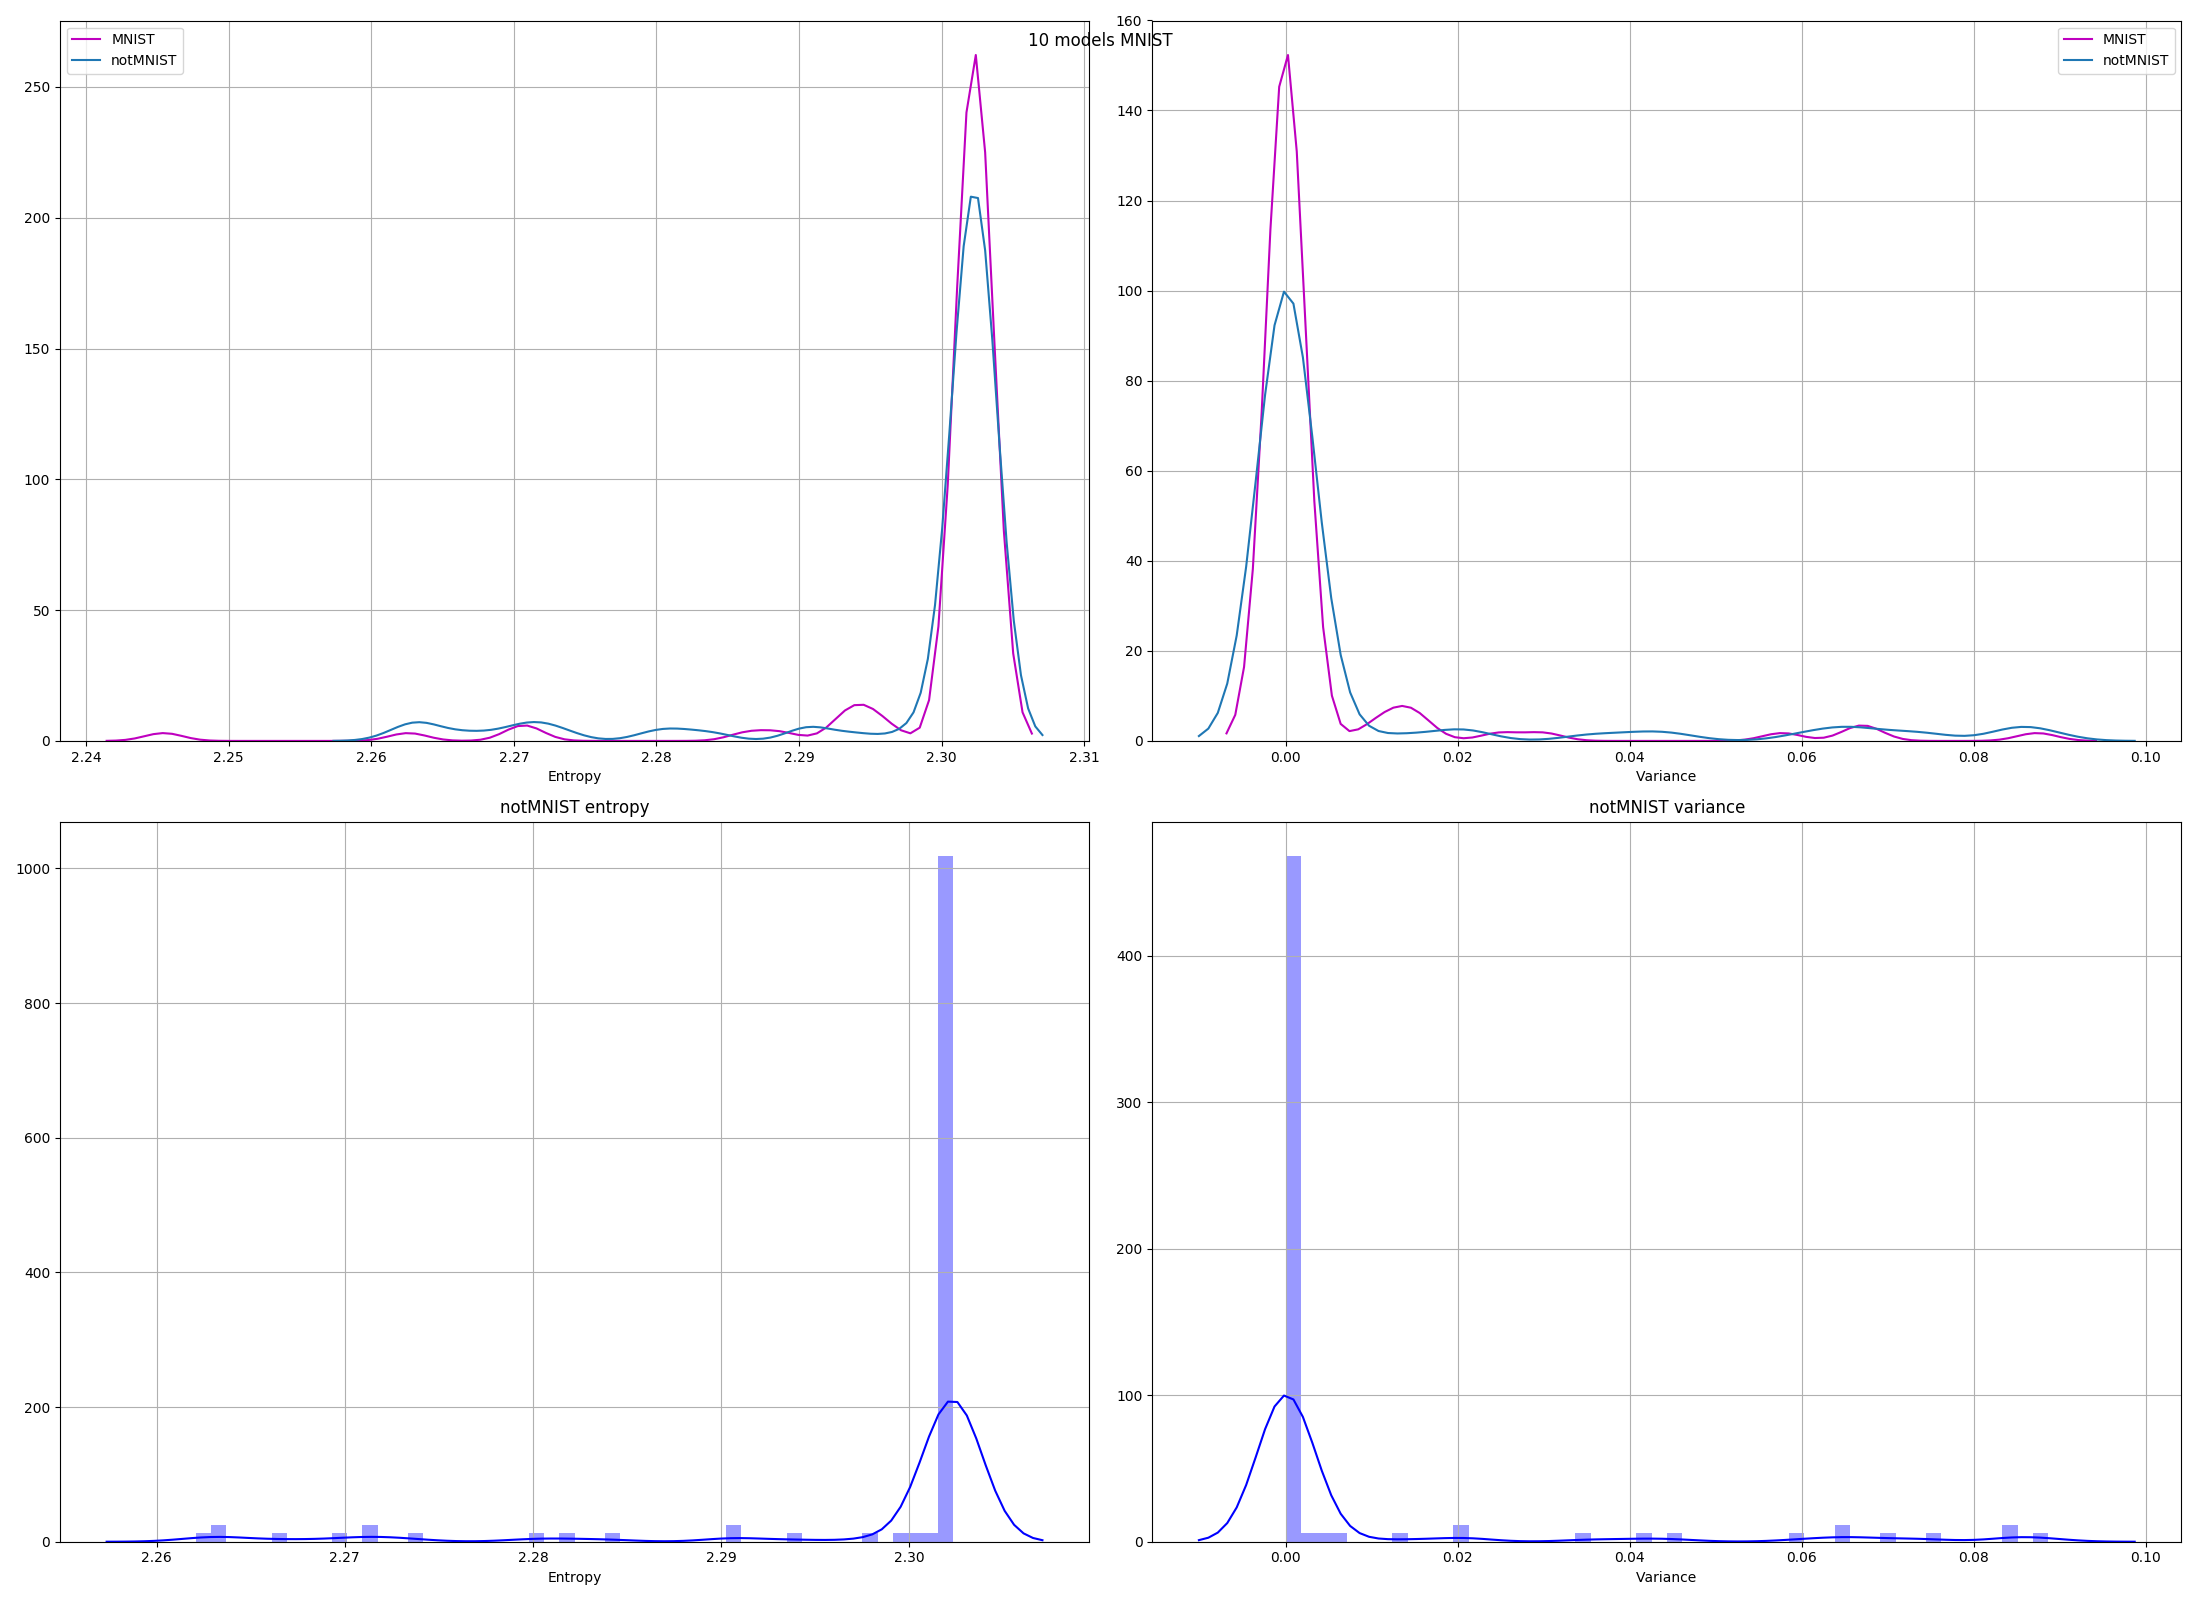 10 models MNIST
MNIST
notMNIST
250
200
150
100
50
0
2.24 2.25 2.26 2.27 2.28 2.29 2.30 2.31
Entropy
MNIST
notMNIST
160
140
120
100
80
60
40
20
0
0.00 0.02 0.04 0.06 0.08 0.10
Variance
notMNIST entropy
1000
800
600
400
200
0
2.26 2.27 2.28 2.29 2.30
Entropy
notMNIST variance
400
300
200
100
0
0.00 0.02 0.04 0.06 0.08 0.10
Variance